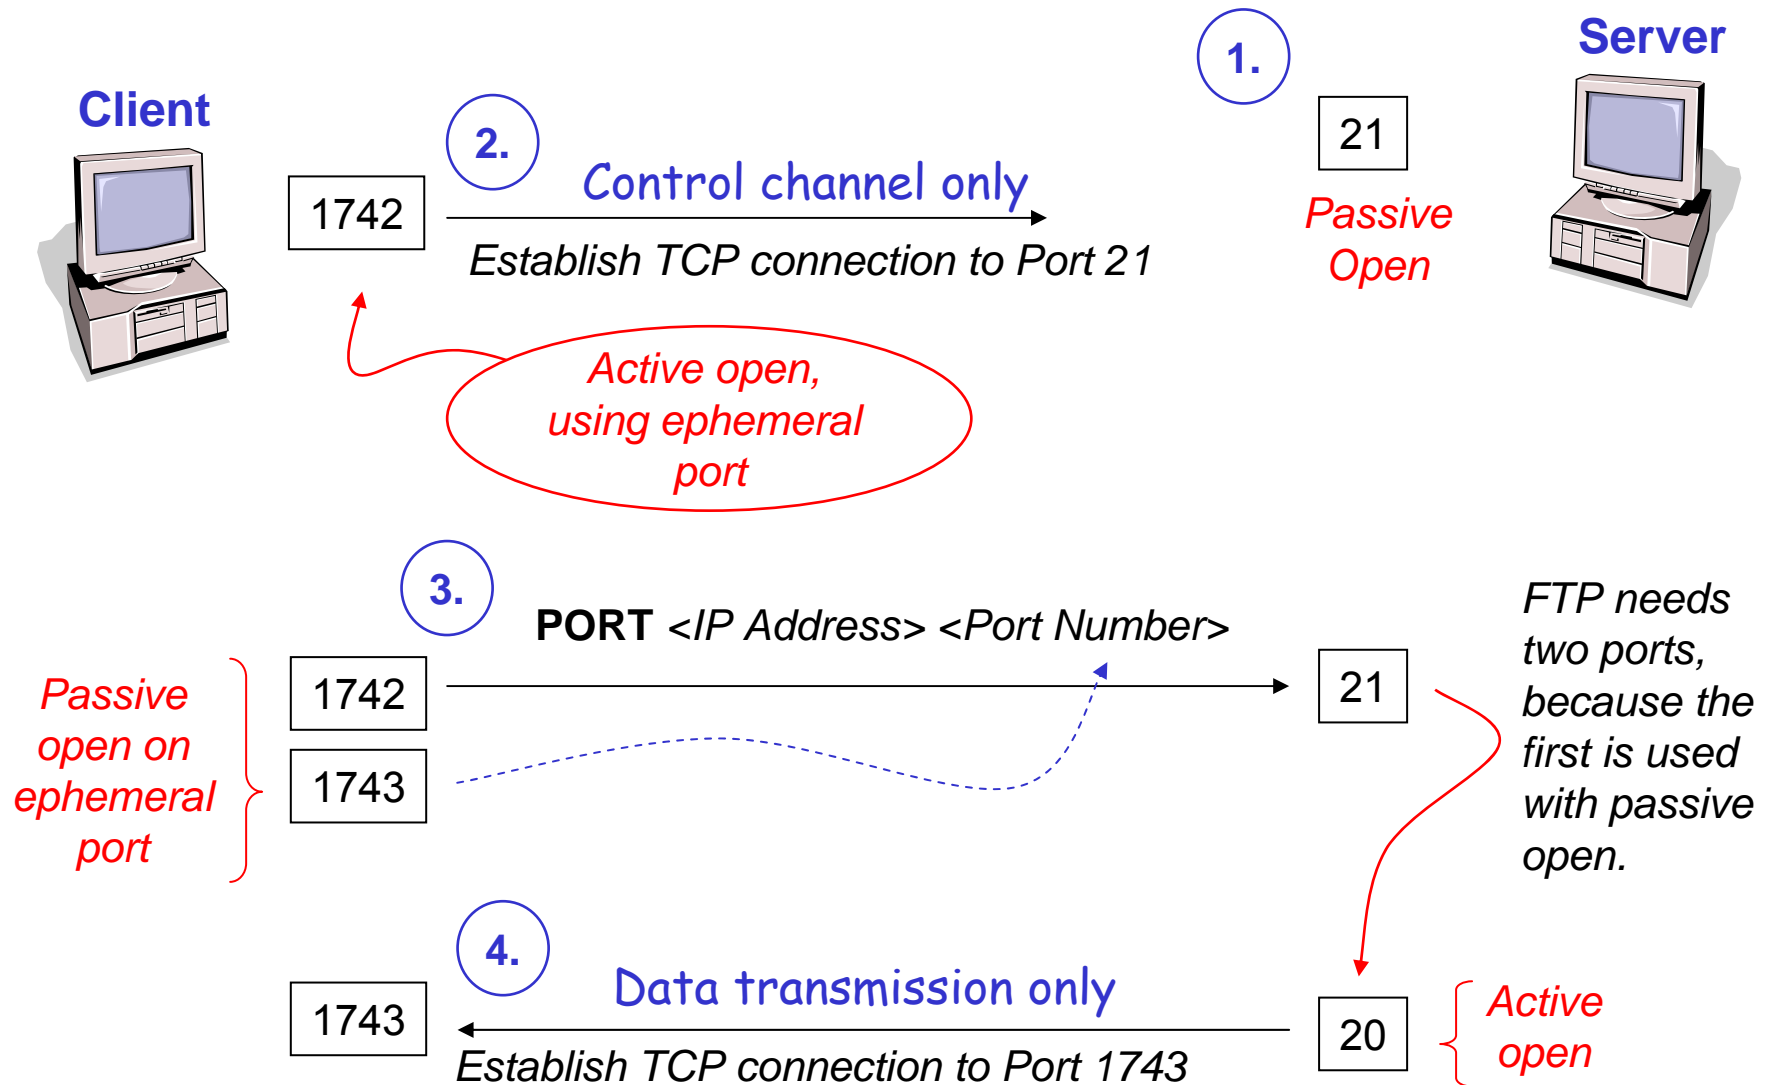 Server
1.
Client
21
2.
Control channel only
1742
Passive
Open
Establish TCP connection to Port 21
Active open,
using ephemeral
port
3.
PORT <IP Address> <Port Number>
FTP needs
two ports,
because the
first is used
with passive
open.
Passive
open on
ephemeral
port
1742
21
1743
4.
Data transmission only
1743
20
Active
open
Establish TCP connection to Port 1743